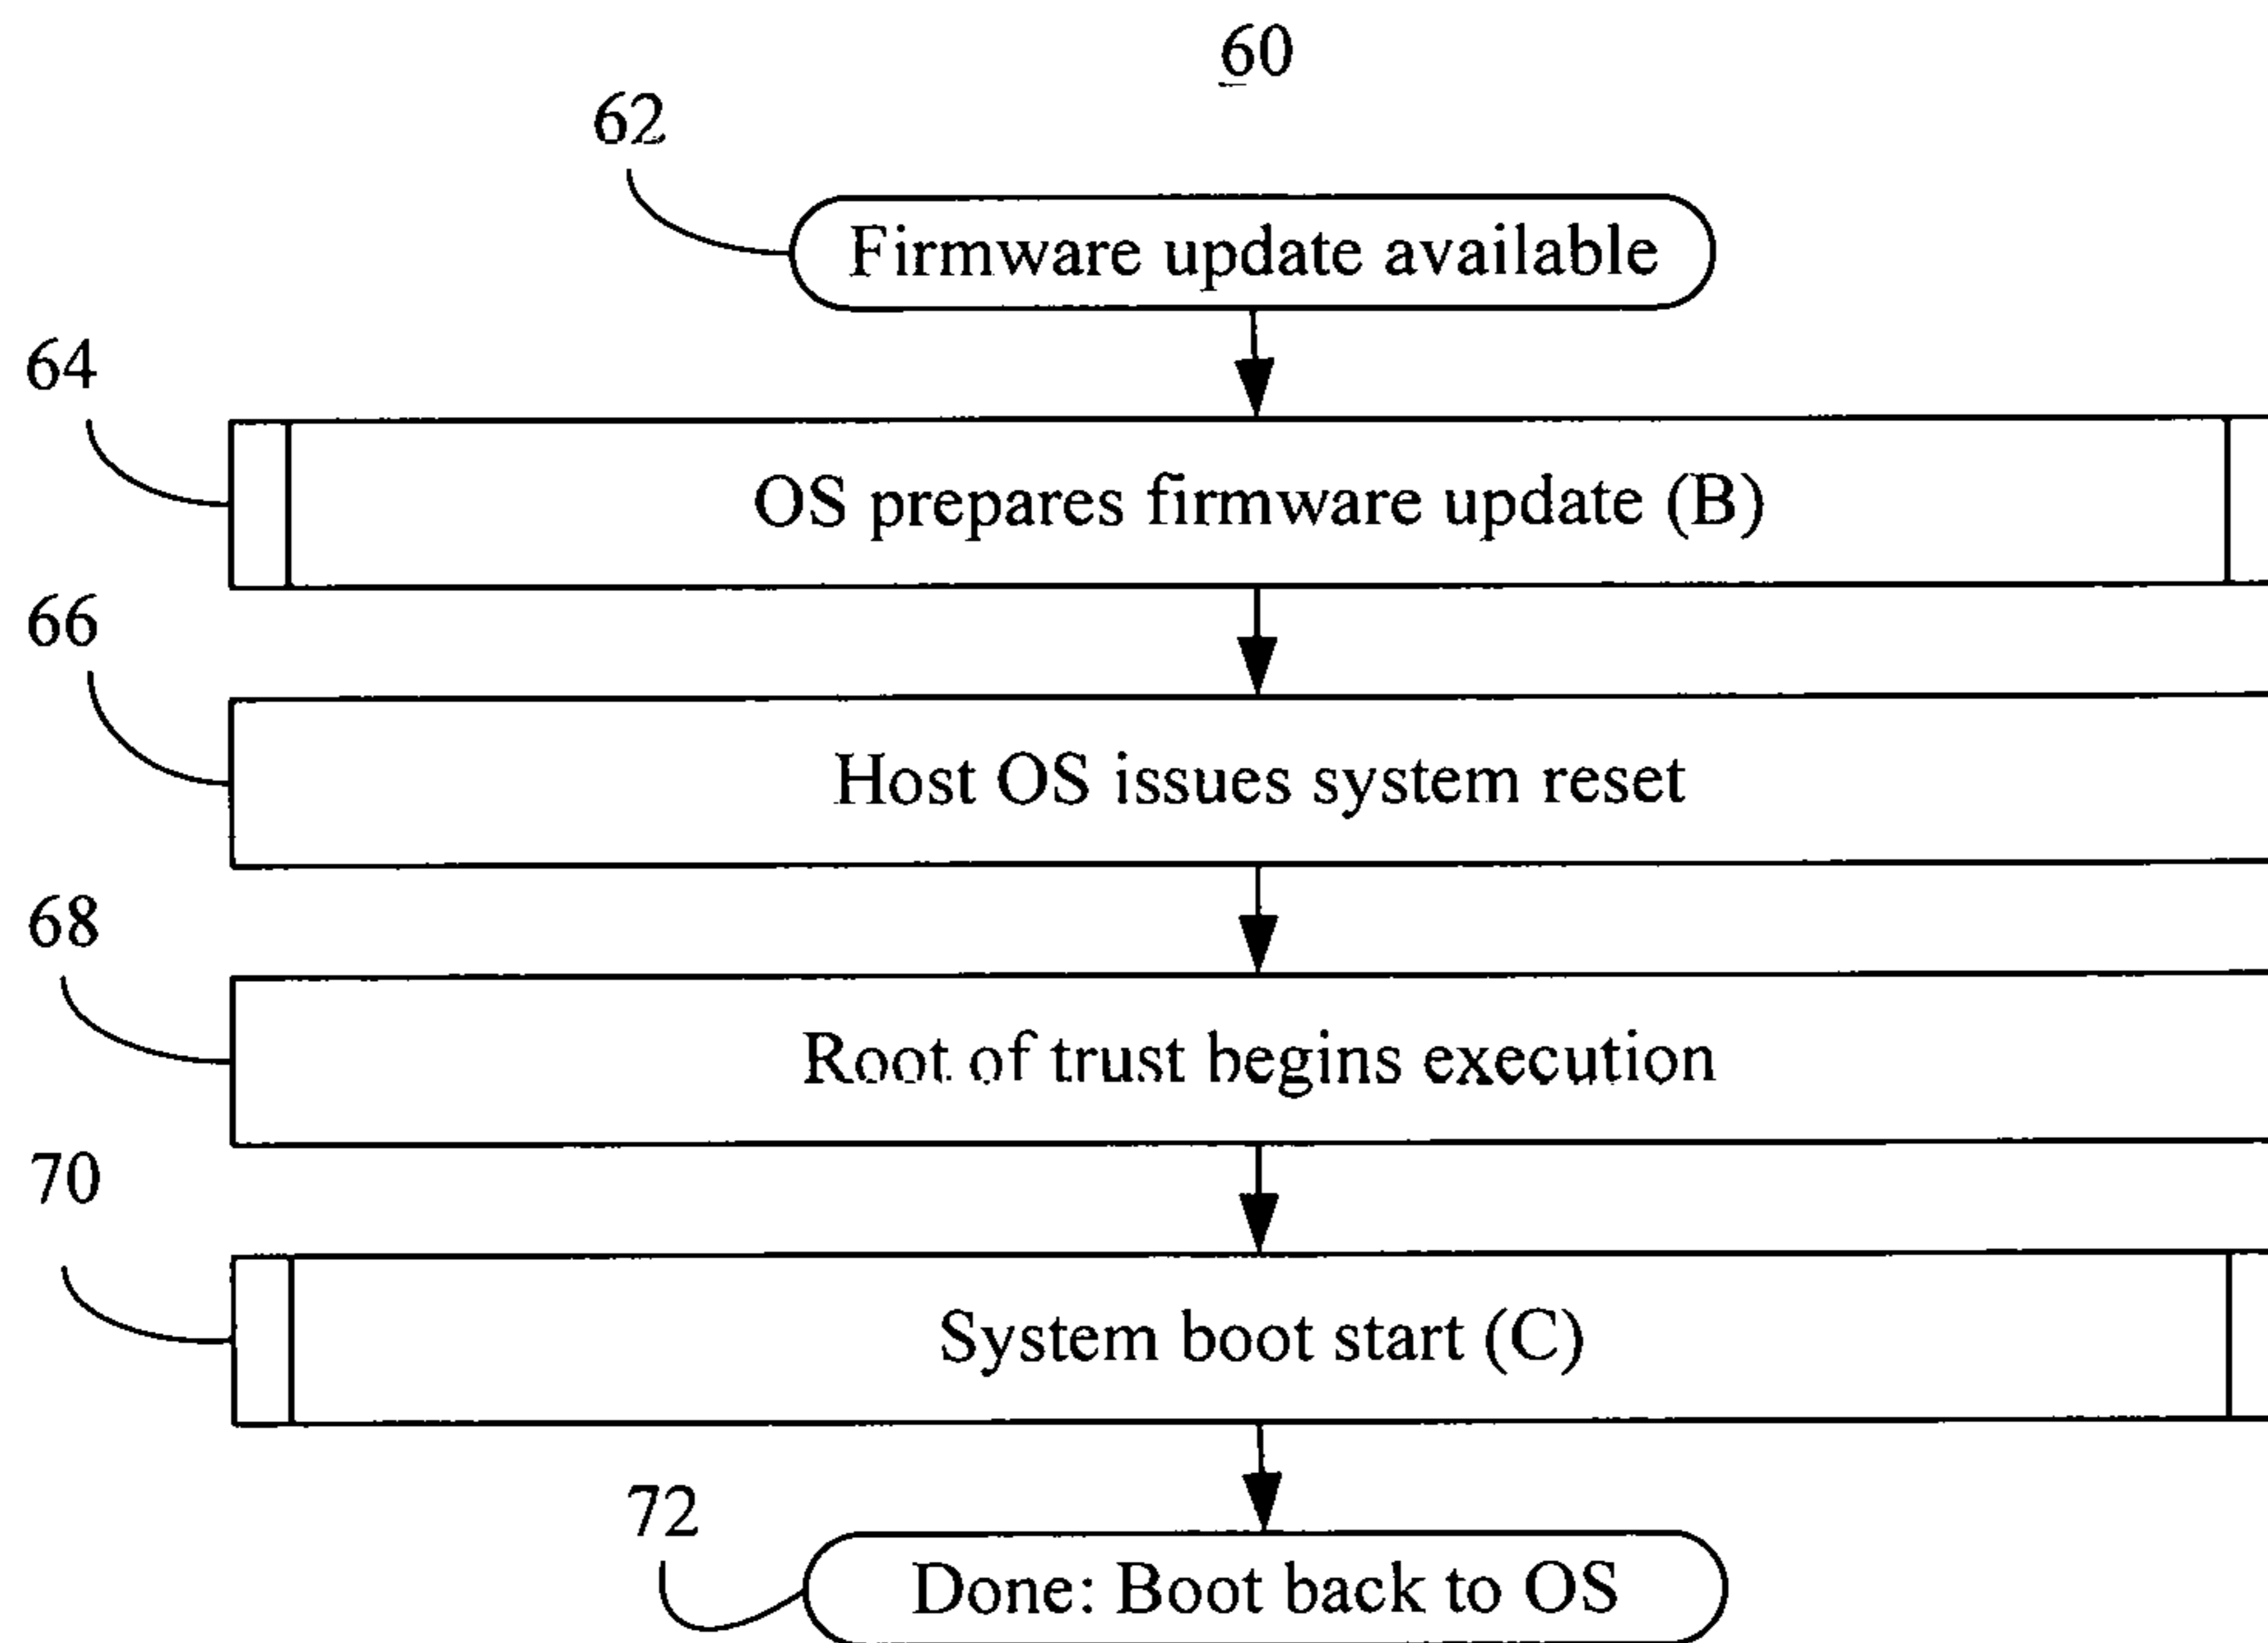 60
62
Firmware update available
64
OS prepares firmware update (B)
66
Host OS issues system reset
68
Root of trust begins execution
70
System boot start (C)
72
Done: Boot back to OS